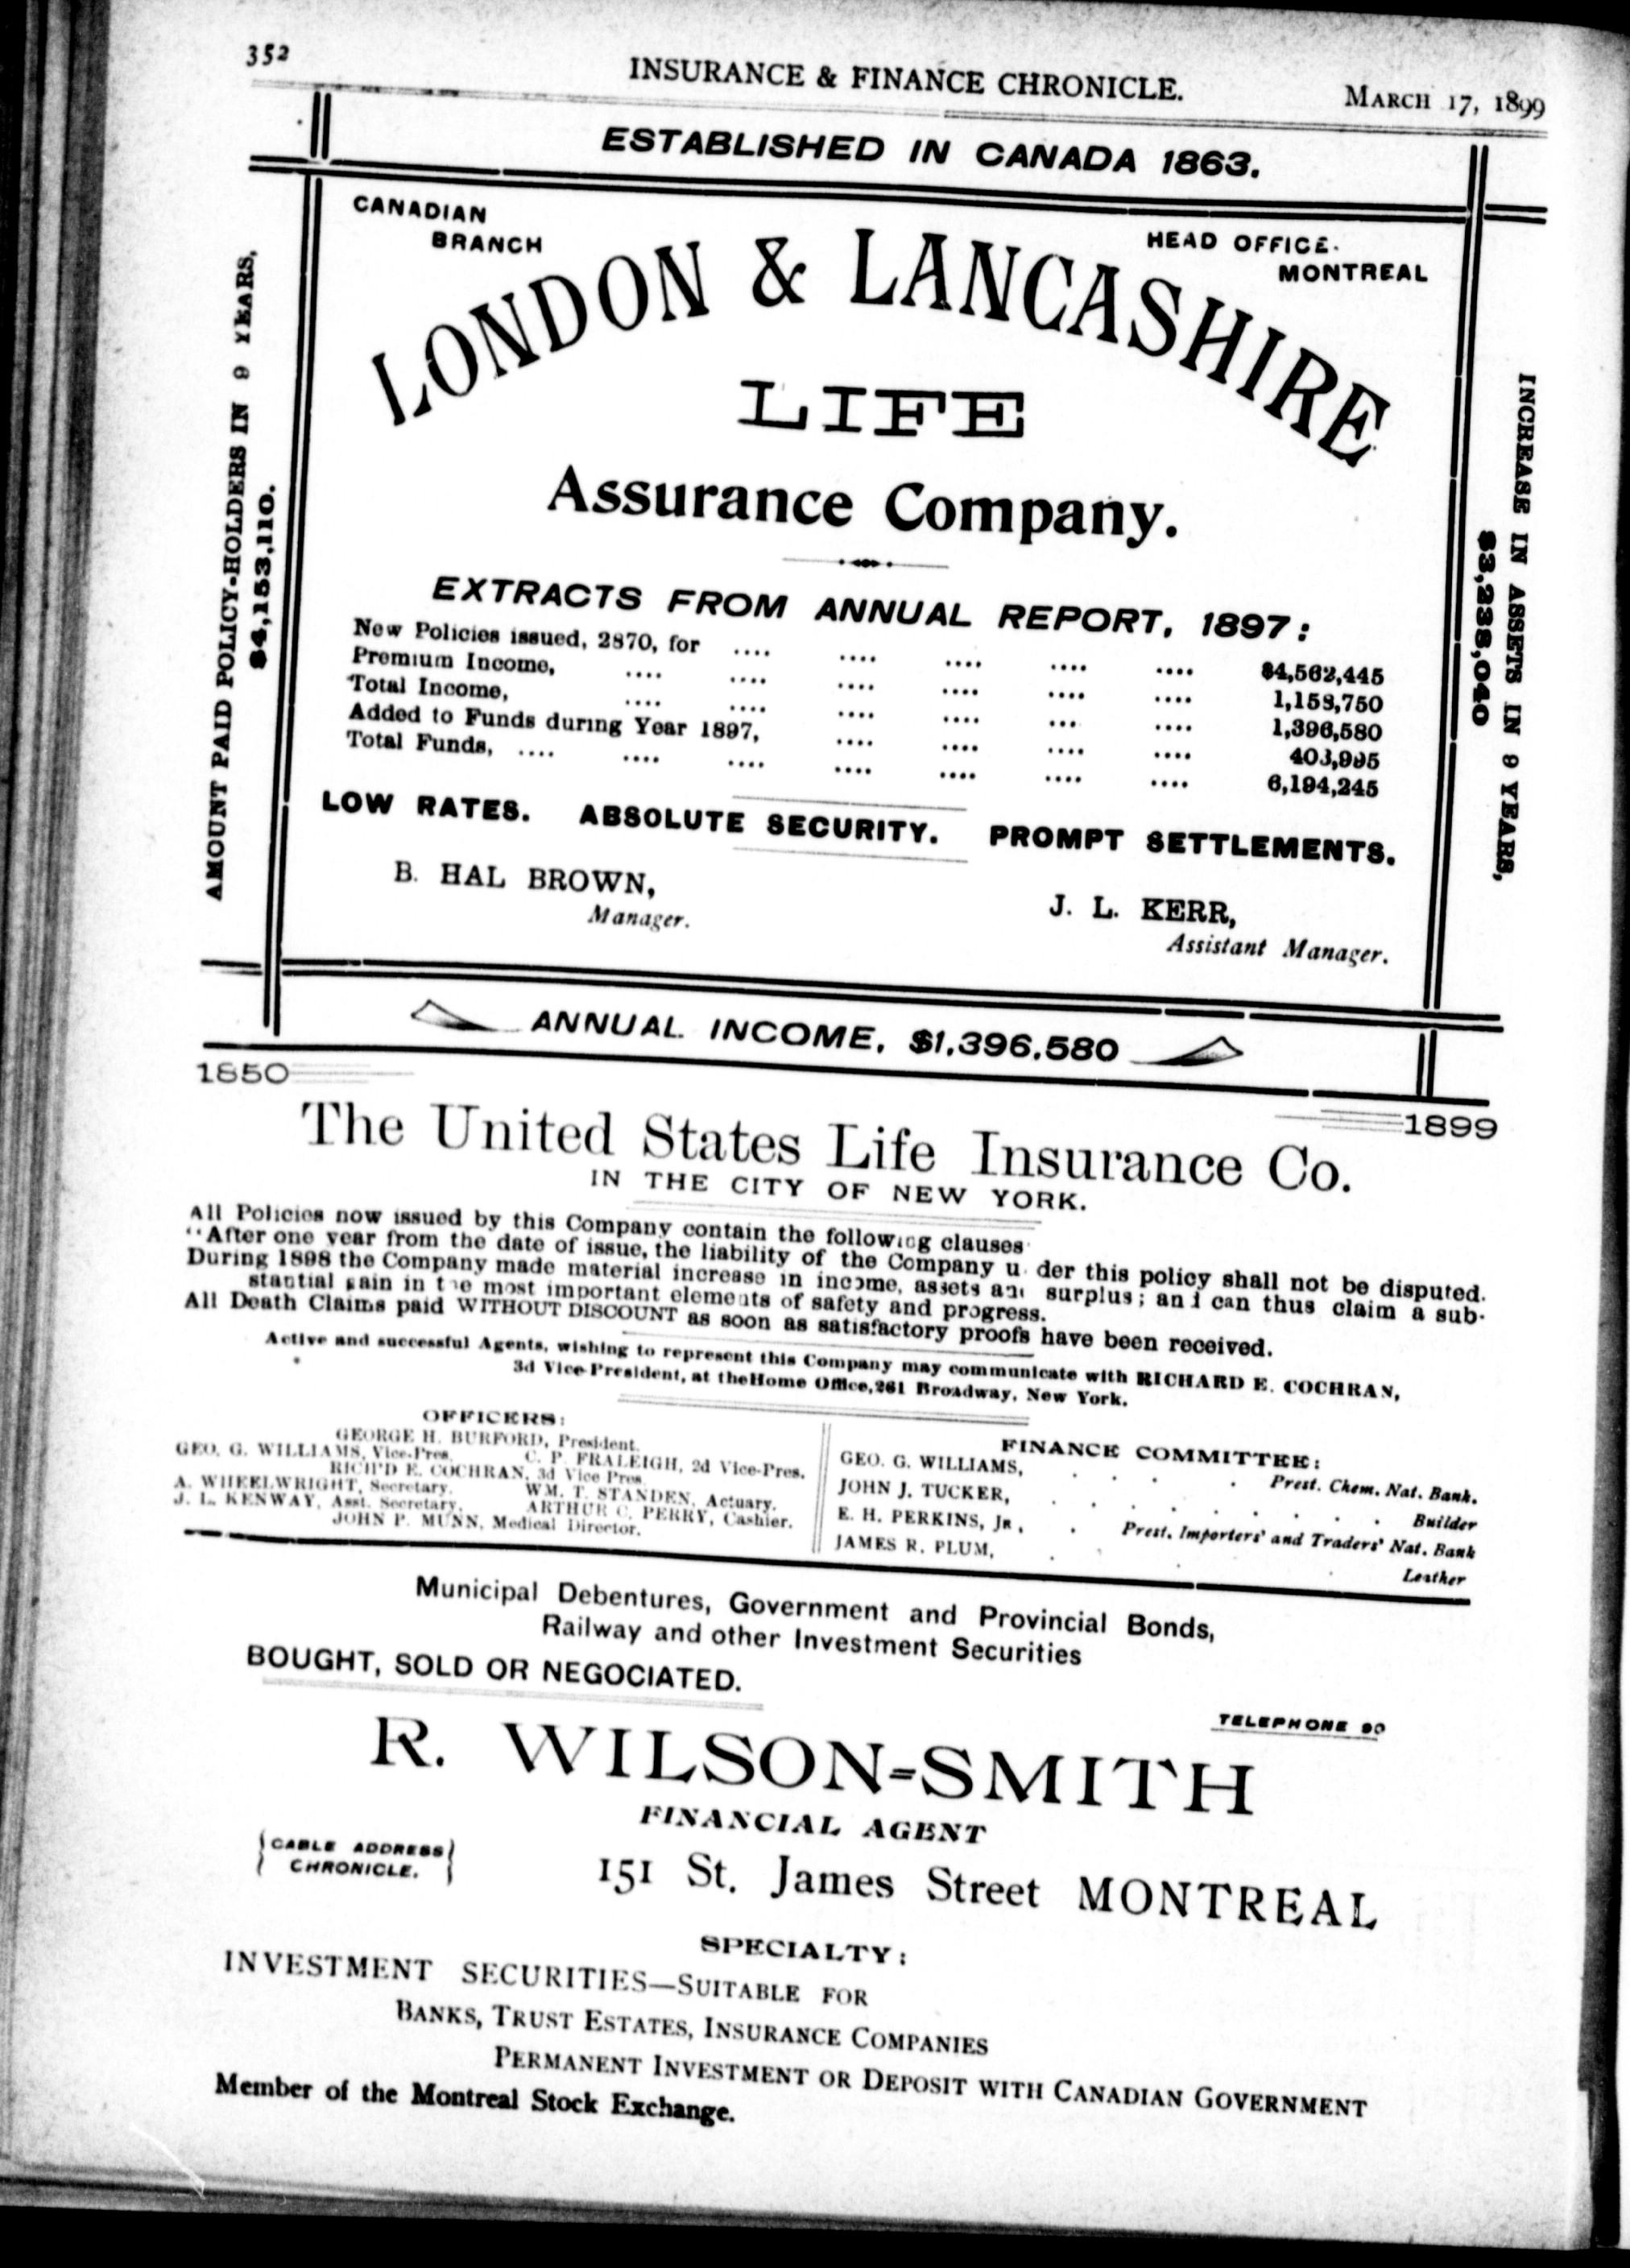 352
INSURANCE & FINANCE CHRONICLE.
MARCH 17, 1899
ESTABLISHED IN CANADA 1863.
CANADIAN
BRANCH
HEAD OFFICE.
MONTREAL
AMOUNT PAID POLICY-HOLDERS IN 9 YEARS,
$4,153,110.
INCREASE IN ASSETS IN 9 YEARS,
$3,238,040
LONDON & LANCASHIRE
LIFE
Assurance Company.
EXTRACTS FROM ANNUAL REPORT, 1897:
New Policies issued, 2870, for .... .... .... .... .... $4,562,445
Premium Income, .... .... .... .... .... .... 1,158,750
Total Income, .... .... .... .... ... .... 1,396,580
Added to Funds during Year 1897, .... .... .... .... 403,995
Total Funds, .... .... .... .... .... .... .... 6,194,245
LOW RATES. ABSOLUTE SECURITY. PROMPT SETTLEMENTS.
B. HAL BROWN,
Manager.
J. L. KERR,
Assistant Manager.
ANNUAL INCOME, $1,396,580
1850
1899
The United States Life Insurance Co.
IN THE CITY OF NEW YORK.
All Policies now issued by this Company contain the following clauses
"After one year from the date of issue, the liability of the Company u der this policy shall not be disputed.
During 1898 the Company made material increase in income, assets and surplus; and can thus claim a sub-
stantial gain in the most important elements of safety and progress.
All Death Claims paid WITHOUT DISCOUNT as soon as satisfactory proofs have been received.
Active and successful Agents, wishing to represent this Company may communicate with RICHARD E. COCHRAN,
3d Vice-President, at the Home Office, 261 Broadway, New York.
OFFICERS:
GEORGE H. BURFORD, President.
GEO. G. WILLIAMS, Vice-Pres. C. P. FRALEIGH, 2d Vice-Pres.
RICH'D E. COCHRAN, 3d Vice Pres.
A. WHEELWRIGHT, Secretary. WM. T. STANDEN, Actuary.
J. L. KENWAY, Asst. Secretary. ARTHUR C. PERRY, Cashier.
JOHN P. MUNN, Medical Director.
FINANCE COMMITTEE:
GEO. G. WILLIAMS, . . . Prest. Chem. Nat. Bank.
JOHN J. TUCKER, . . . . . . . Builder
E. H. PERKINS, JR., . Prest. Importers' and Traders' Nat. Bank
JAMES R. PLUM, . . . . Leather
Municipal Debentures, Government and Provincial Bonds,
Railway and other Investment Securities
BOUGHT, SOLD OR NEGOCIATED.
TELEPHONE 90
R. WILSON=SMITH
FINANCIAL AGENT
CABLE ADDRESS
CHRONICLE.
151 St. James Street MONTREAL
SPECIALTY:
INVESTMENT SECURITIES—SUITABLE FOR
BANKS, TRUST ESTATES, INSURANCE COMPANIES
PERMANENT INVESTMENT OR DEPOSIT WITH CANADIAN GOVERNMENT
Member of the Montreal Stock Exchange.